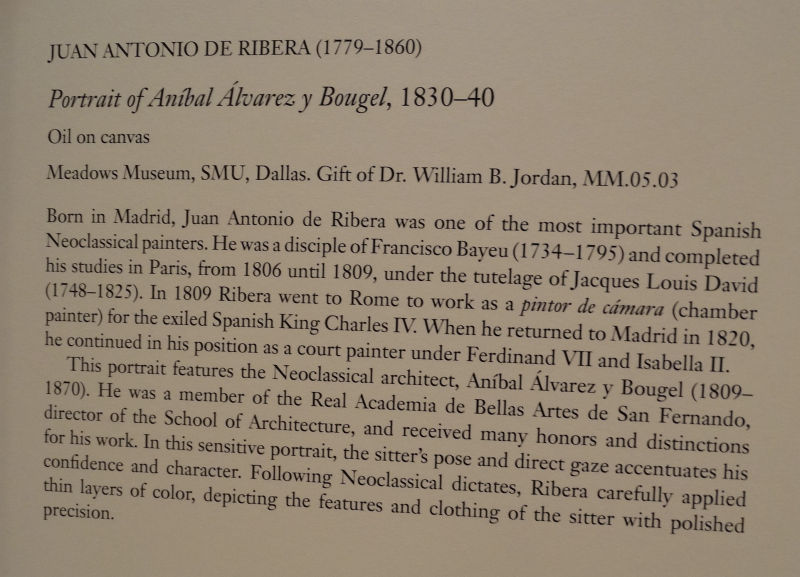 JUAN ANTONIO DE RIBERA (1779–1860)
Portrait of Aníbal Álvarez y Bougel, 1830–40
Oil on canvas
Meadows Museum, SMU, Dallas. Gift of Dr. William B. Jordan, MM.05.03
Born in Madrid, Juan Antonio de Ribera was one of the most important Spanish
Neoclassical painters. He was a disciple of Francisco Bayeu (1734–1795) and completed
his studies in Paris, from 1806 until 1809, under the tutelage of Jacques Louis David
(1748–1825). In 1809 Ribera went to Rome to work as a pintor de cámara (chamber
painter) for the exiled Spanish King Charles IV. When he returned to Madrid in 1820,
he continued in his position as a court painter under Ferdinand VII and Isabella II.
This portrait features the Neoclassical architect, Aníbal Álvarez y Bougel (1809–
1870). He was a member of the Real Academia de Bellas Artes de San Fernando,
director of the School of Architecture, and received many honors and distinctions
for his work. In this sensitive portrait, the sitter's pose and direct gaze accentuates his
confidence and character. Following Neoclassical dictates, Ribera carefully applied
thin layers of color, depicting the features and clothing of the sitter with polished
precision.